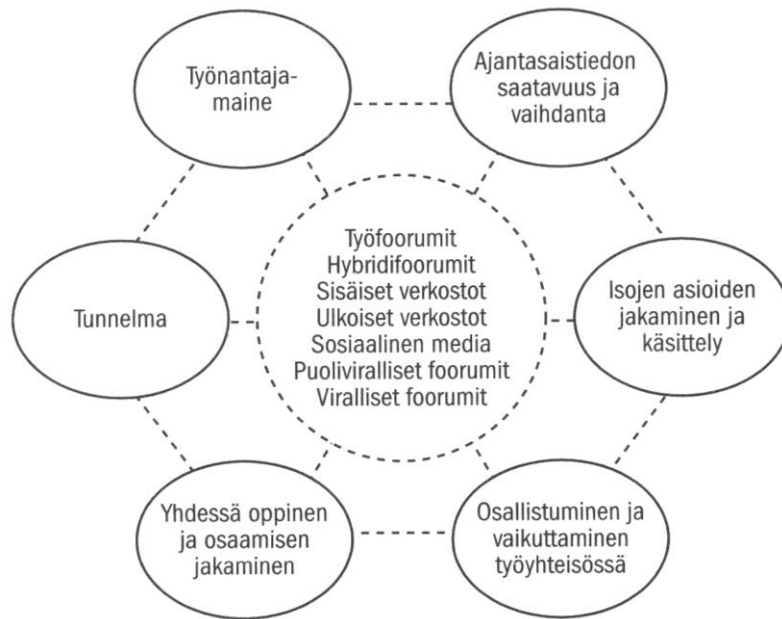 Työnantaja-
maine
Ajantasaistiedon
saatavuus ja
vaihdanta
Tunnelma
Työfoorumit
Hybridifoorumit
Sisäiset verkostot
Ulkoiset verkostot
Sosiaalinen media
Puoliviralliset foorumit
Viralliset foorumit
Isojen asioiden
jakaminen ja
käsittely
Yhdessä oppinen
ja osaamisen
jakaminen
Osallistuminen ja
vaikuttaminen
työyhteisössä